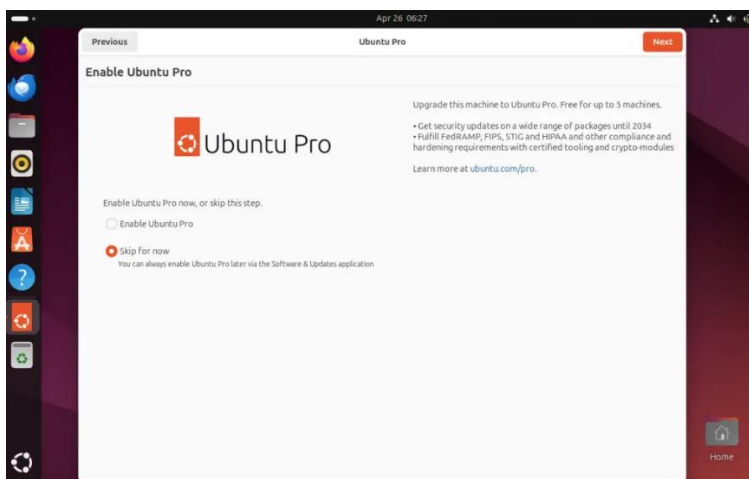 Apr 26 06:27
Previous
Ubuntu Pro
Next
Enable Ubuntu Pro
Ubuntu Pro
Upgrade this machine to Ubuntu Pro. Free for up to 5 machines.
• Get security updates on a wide range of packages until 2034
• Fulfill FedRAMP, FIPS, STIG and HIPAA and other compliance and
hardening requirements with certified tooling and crypto-modules
Learn more at ubuntu.com/pro.
Enable Ubuntu Pro now, or skip this step.
Enable Ubuntu Pro
Skip for now
You can always enable Ubuntu Pro later via the Software & Updates application
Home